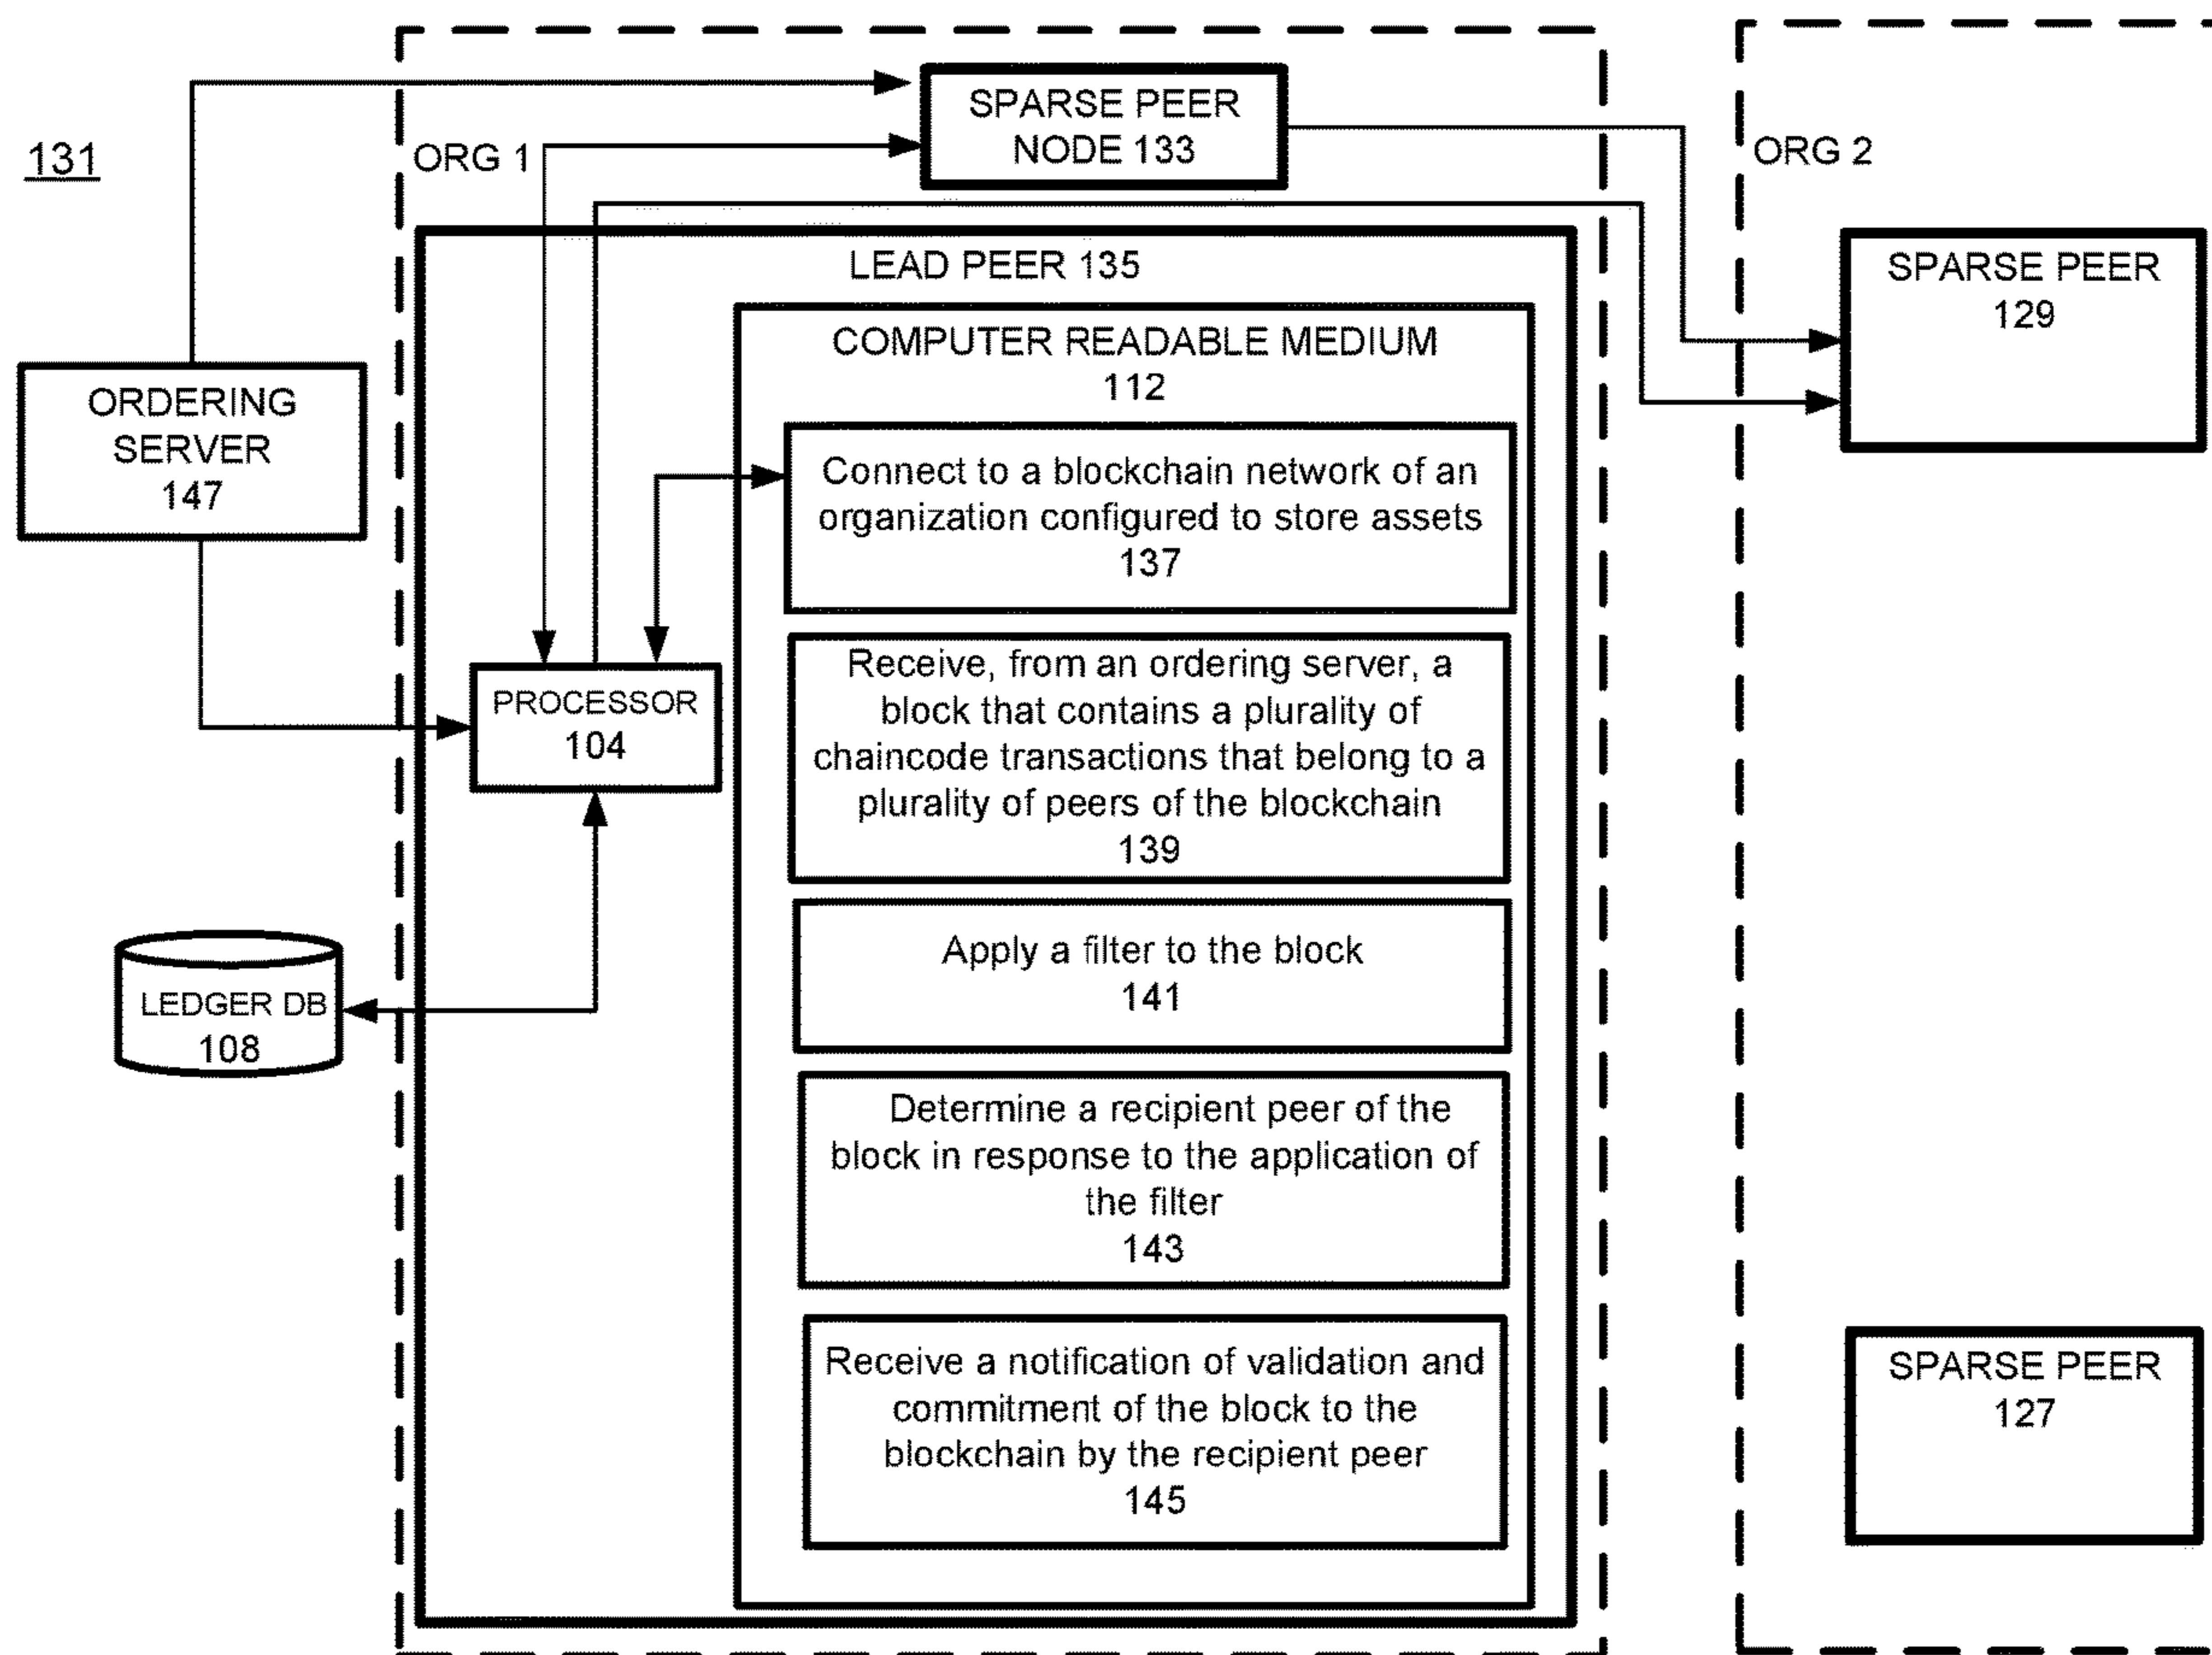 131
ORG 1
SPARSE PEER
NODE 133
ORG 2
LEAD PEER 135
SPARSE PEER
129
COMPUTER READABLE MEDIUM
112
ORDERING
SERVER
147
Connect to a blockchain network of an
organization configured to store assets
137
PROCESSOR
104
Receive, from an ordering server, a
block that contains a plurality of
chaincode transactions that belong to a
plurality of peers of the blockchain
139
Apply a filter to the block
141
LEDGER DB
108
Determine a recipient peer of the
block in response to the application of
the filter
143
Receive a notification of validation and
commitment of the block to the
blockchain by the recipient peer
145
SPARSE PEER
127